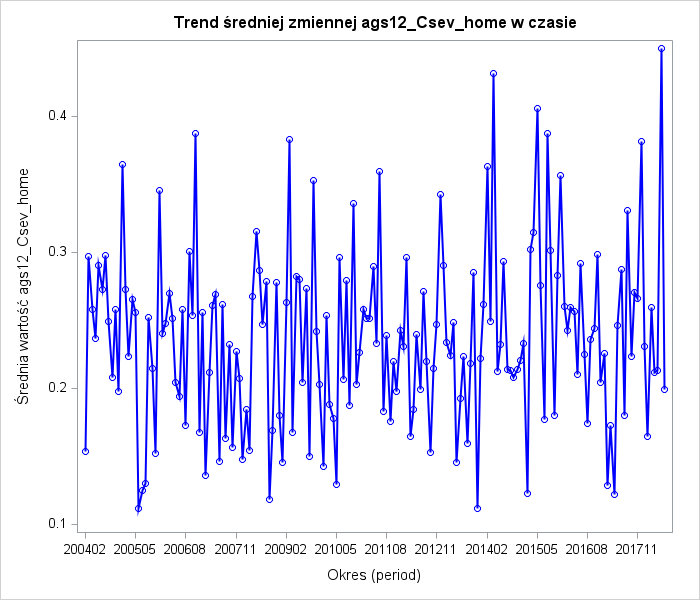 Trend średniej zmiennej ags12_Csev_home w czasie
Średnia wartość ags12_Csev_home
0.4
0.3
0.2
0.1
200402 200505 200608 200711 200902 201005 201108 201211 201402 201505 201608 201711
Okres (period)